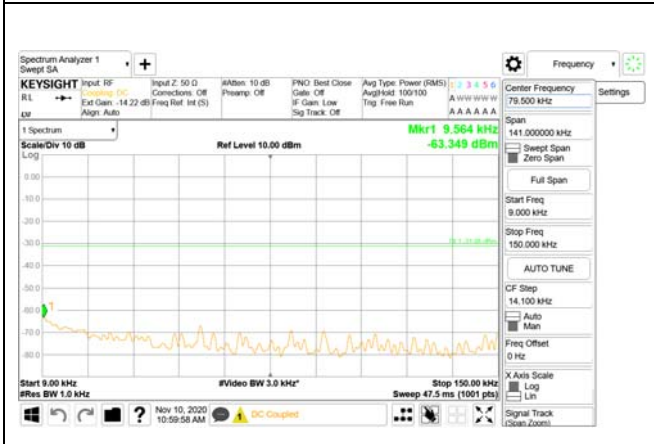 Spectrum Analyzer 1
Swept SA
+
Frequency
Settings
KEYSIGHT
RL
Input: RF
Coupling: DC
Ext Gain: -14.22 dB
Align: Auto
Input Z: 50 Ω
Corrections: Off
Freq Ref: Int (S)
#Atten: 10 dB
Preamp: Off
PNO: Best Close
Gate: Off
IF Gain: Low
Sig Track: Off
Avg Type: Power (RMS)
Avg|Hold: 100/100
Trig: Free Run
1 2 3 4 5 6
A W W W W W
A A A A A A
1 Spectrum
Scale/Div 10 dB
Log
Ref Level 10.00 dBm
Mkr1 9.564 kHz
-63.349 dBm
0.00
-10.0
-20.0
-30.0
-40.0
-50.0
-60.0
-70.0
-80.0
1
Start 9.00 kHz
#Res BW 1.0 kHz
#Video BW 3.0 kHz*
Stop 150.00 kHz
Sweep 47.5 ms (1001 pts)
Center Frequency
79.500 kHz
Span
141.000000 kHz
Swept Span
Zero Span
Full Span
Start Freq
9.000 kHz
Stop Freq
150.000 kHz
AUTO TUNE
CF Step
14.100 kHz
Auto
Man
Freq Offset
0 Hz
X Axis Scale
Log
Lin
Signal Track
(Span Zoom)
?
Nov 10, 2020
10:59:58 AM
DC Coupled